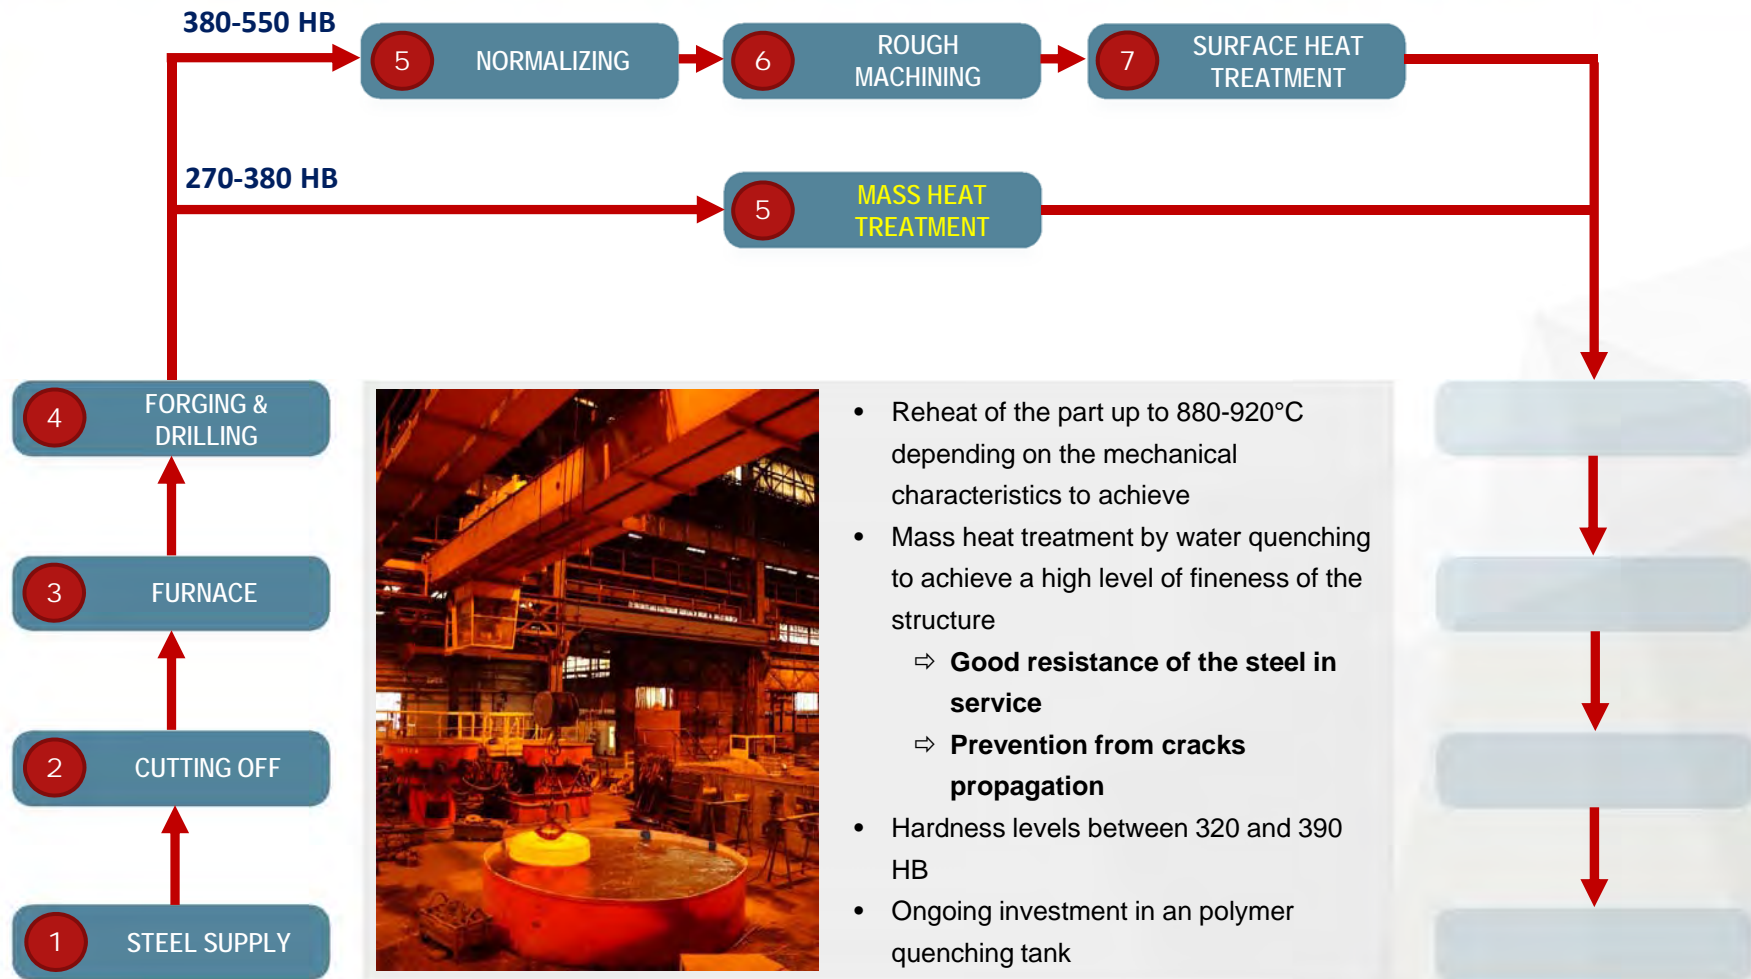 380-550 HB
5 NORMALIZING
6 ROUGH
MACHINING
7 SURFACE HEAT
TREATMENT
270-380 HB
5 MASS HEAT
TREATMENT
4 FORGING &
DRILLING
3 FURNACE
2 CUTTING OFF
1 STEEL SUPPLY
• Reheat of the part up to 880-920°C
depending on the mechanical
characteristics to achieve
• Mass heat treatment by water quenching
to achieve a high level of fineness of the
structure
⇨ Good resistance of the steel in
service
⇨ Prevention from cracks
propagation
• Hardness levels between 320 and 390
HB
• Ongoing investment in an polymer
quenching tank